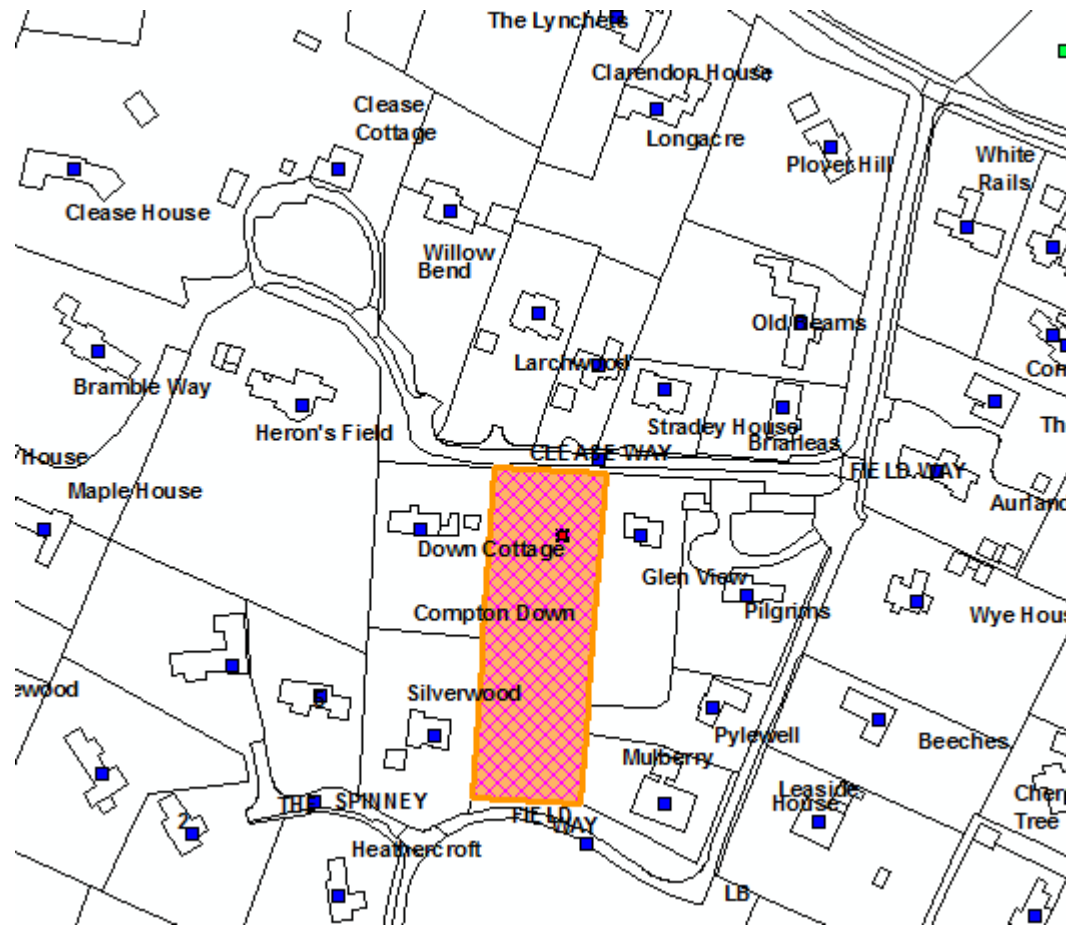 The Lynchets
Clarendon House
Clease
Cottage
Longacre
White
Rails
Plover Hill
Clease House
Willow
Bend
Old Reams
Larchwood
Bramble Way
Heron's Field
Stradey House
Briarleas
CLEASE WAY
House
FIELD WAY
Maple House
Down Cottage
Glen View
Compton Down
Pilgrims
Silverwood
Pylewell
Beeches
Mulberry
Leaside
House
Tree
THE SPINNEY
FIELD
WAY
2
Heathercroft
LB